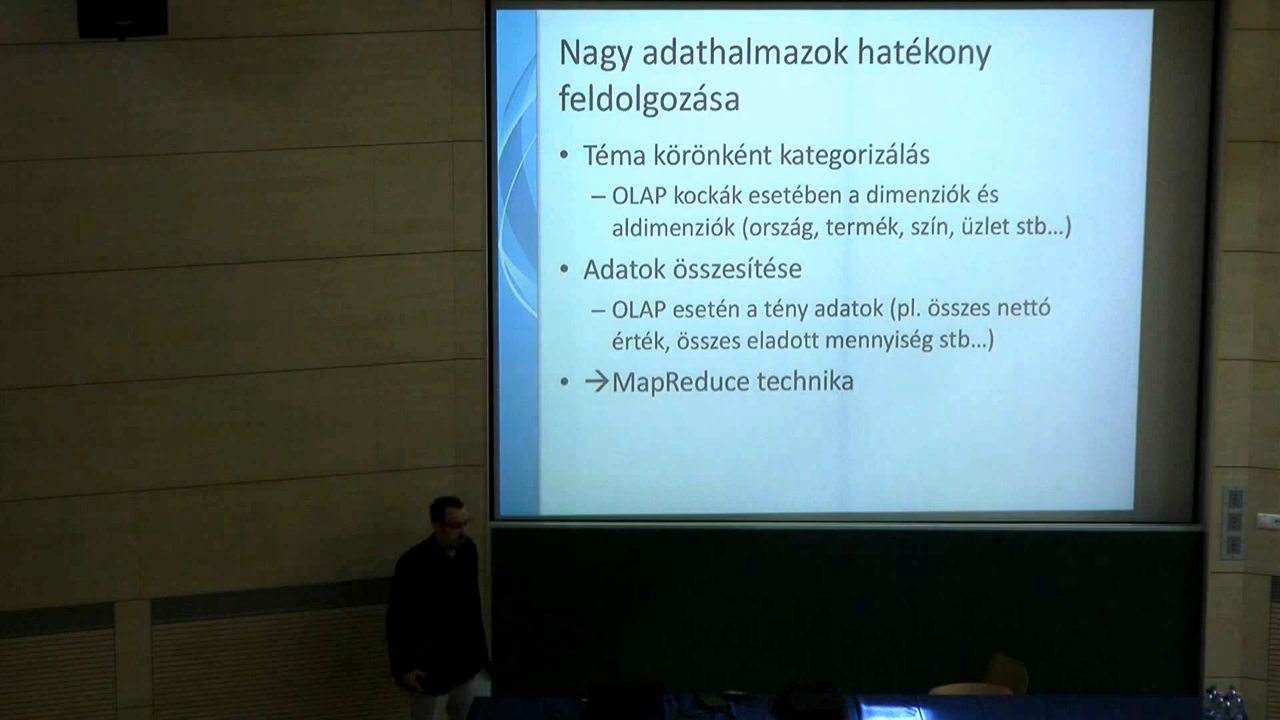 Nagy adathalmazok hatékony
feldolgozása
• Téma körönként kategorizálás
– OLAP kockák esetében a dimenziók és
aldimenziók (ország, termék, szín, üzlet stb...)
• Adatok összesítése
– OLAP esetén a tény adatok (pl. összes nettó
érték, összes eladott mennyiség stb...)
• →MapReduce technika